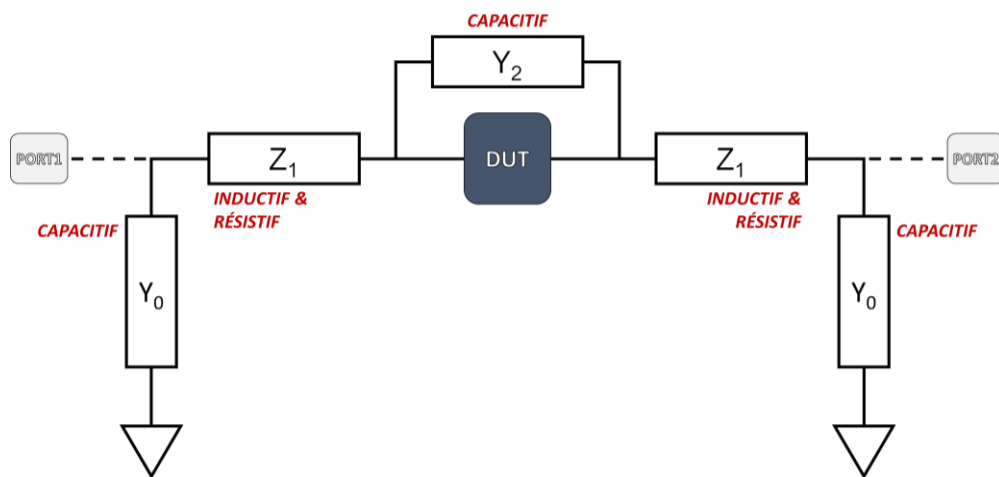 CAPACITIF
Y2
PORT1
Z1
DUT
Z1
PORT2
INDUCTIF &
RÉSISTIF
INDUCTIF &
RÉSISTIF
CAPACITIF
CAPACITIF
Y0
Y0